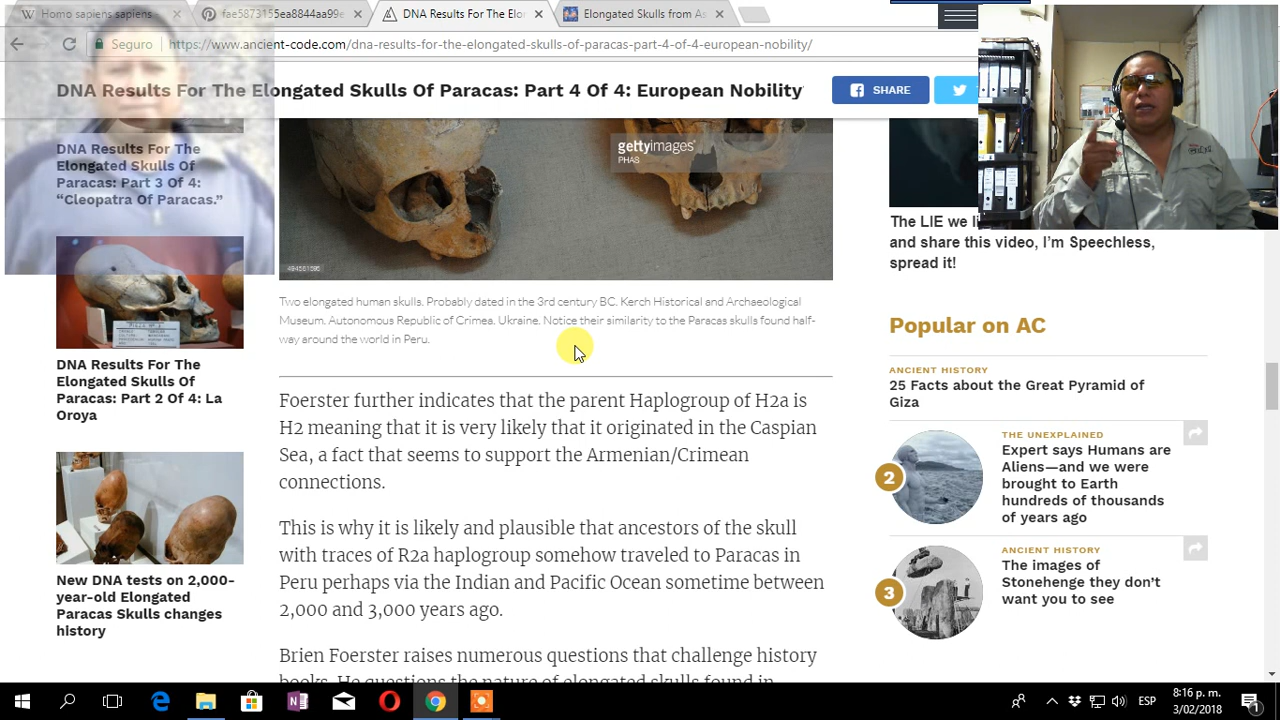 Homo sapiens sapiens
fae5873155ea8844aa99e
DNA Results For The Elo
Elongated Skulls from A
Seguro
https://www.ancient-code.com/dna-results-for-the-elongated-skulls-of-paracas-part-4-of-4-european-nobility/
DNA Results For The Elongated Skulls Of Paracas: Part 4 Of 4: European Nobility
SHARE
DNA Results For The
Elongated Skulls Of
Paracas: Part 3 Of 4:
“Cleopatra Of Paracas.”
DNA Results For The
Elongated Skulls Of
Paracas: Part 2 Of 4: La
Oroya
New DNA tests on 2,000-
year-old Elongated
Paracas Skulls changes
history
gettyimages®
PHAS
Two elongated human skulls. Probably dated in the 3rd century BC. Kerch Historical and Archaeological
Museum. Autonomous Republic of Crimea. Ukraine. Notice their similarity to the Paracas skulls found half-
way around the world in Peru.
Foerster further indicates that the parent Haplogroup of H2a is
H2 meaning that it is very likely that it originated in the Caspian
Sea, a fact that seems to support the Armenian/Crimean
connections.
This is why it is likely and plausible that ancestors of the skull
with traces of R2a haplogroup somehow traveled to Paracas in
Peru perhaps via the Indian and Pacific Ocean sometime between
2,000 and 3,000 years ago.
Brien Foerster raises numerous questions that challenge history
books. He questions the nature of elongated skulls found in
The LIE we li
and share this video, I’m Speechless,
spread it!
Popular on AC
ANCIENT HISTORY
25 Facts about the Great Pyramid of
Giza
2
THE UNEXPLAINED
Expert says Humans are
Aliens—and we were
brought to Earth
hundreds of thousands
of years ago
3
ANCIENT HISTORY
The images of
Stonehenge they don’t
want you to see
ESP
8:16 p. m.
3/02/2018